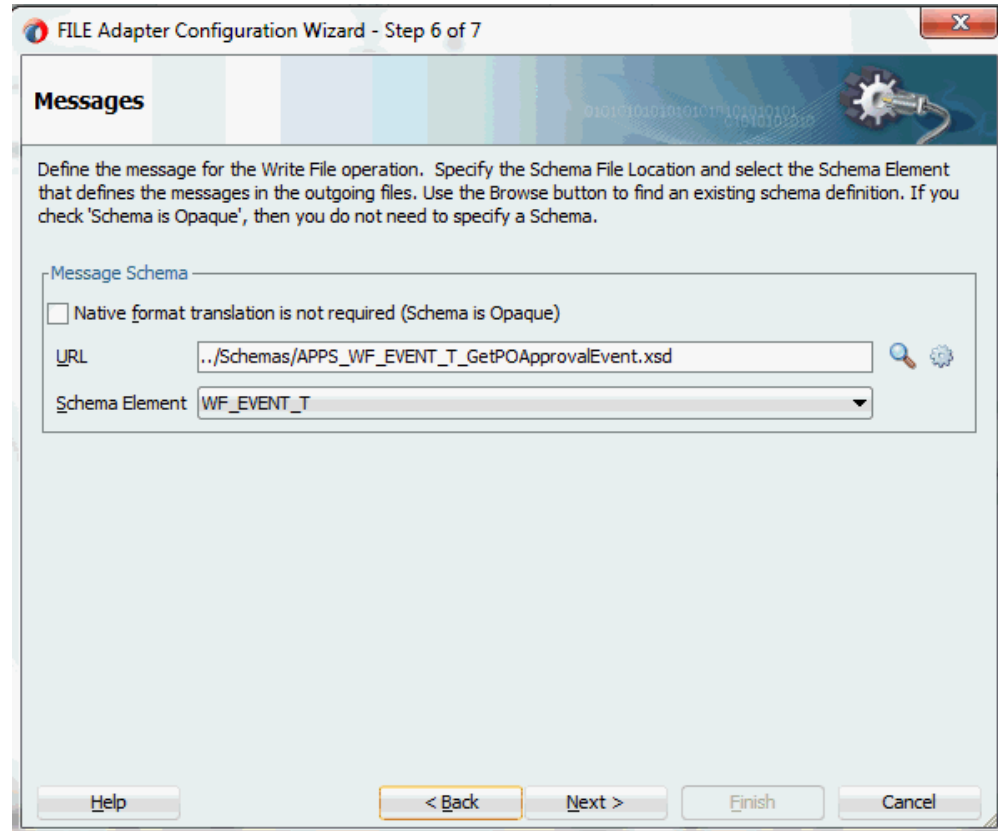 FILE Adapter Configuration Wizard - Step 6 of 7
Messages
Define the message for the Write File operation. Specify the Schema File Location and select the Schema Element
that defines the messages in the outgoing files. Use the Browse button to find an existing schema definition. If you
check 'Schema is Opaque', then you do not need to specify a Schema.
Message Schema
Native format translation is not required (Schema is Opaque)
URL ../Schemas/APPS_WF_EVENT_T_GetPOApprovalEvent.xsd
Schema Element WF_EVENT_T
Help < Back Next > Finish Cancel